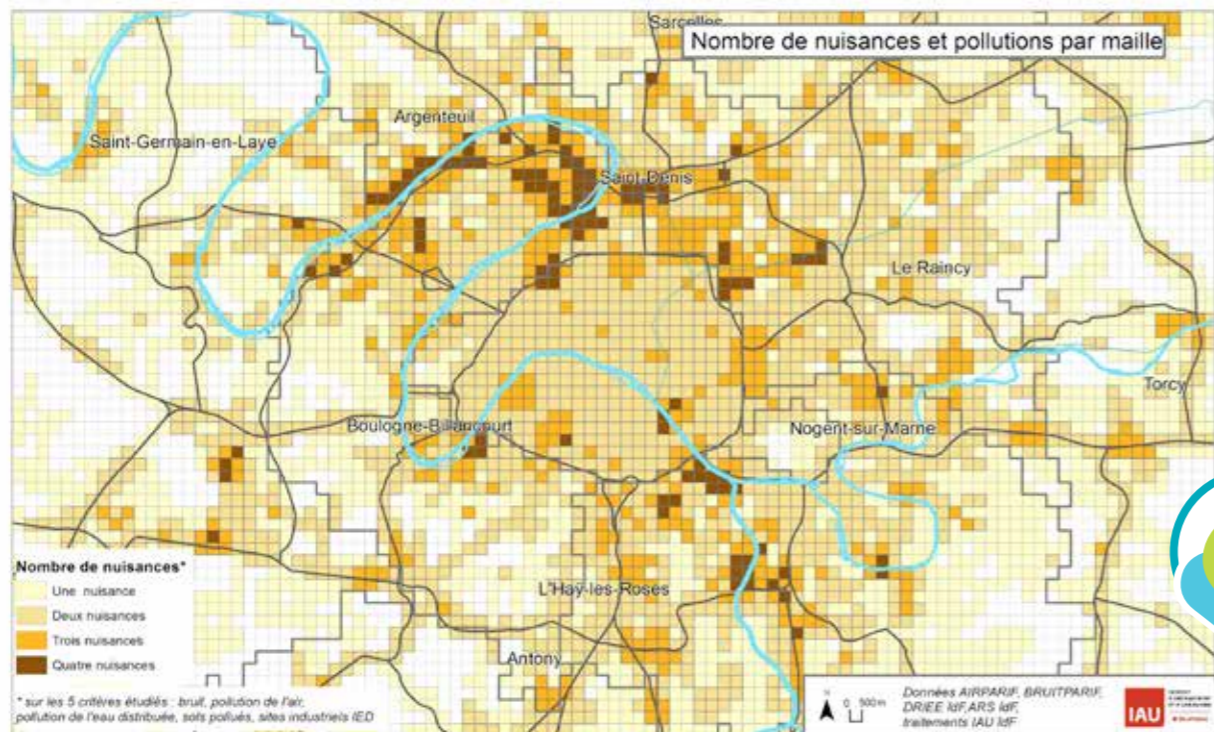 Sarcelles
Nombre de nuisances et pollutions par maille
Argenteuil
Saint-Germain-en-Laye
Saint-Denis
Le Raincy
Torcy
Boulogne-Billancourt
Nogent-sur-Marne
L'Haÿ-les-Roses
Antony
Nombre de nuisances*
Une nuisance
Deux nuisances
Trois nuisances
Quatre nuisances
* sur les 5 critères étudiés : bruit, pollution de l'air,
pollution de l'eau distribuée, sols pollués, sites industriels IED
N
0 500 m
Données AIRPARIF, BRUITPARIF,
DRIEE IdF, ARS IdF,
traitements IAU IdF
IAU